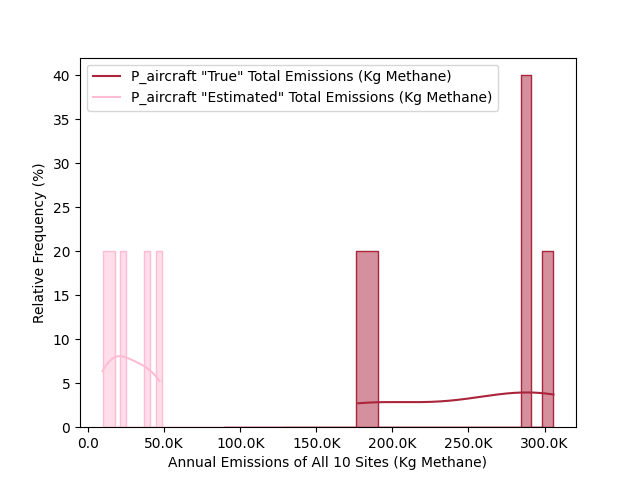 P_aircraft "True" Total Emissions (Kg Methane)
P_aircraft "Estimated" Total Emissions (Kg Methane)
40
35
30
25
20
15
10
5
0
Relative Frequency (%)
0.0 50.0K 100.0K 150.0K 200.0K 250.0K 300.0K
Annual Emissions of All 10 Sites (Kg Methane)